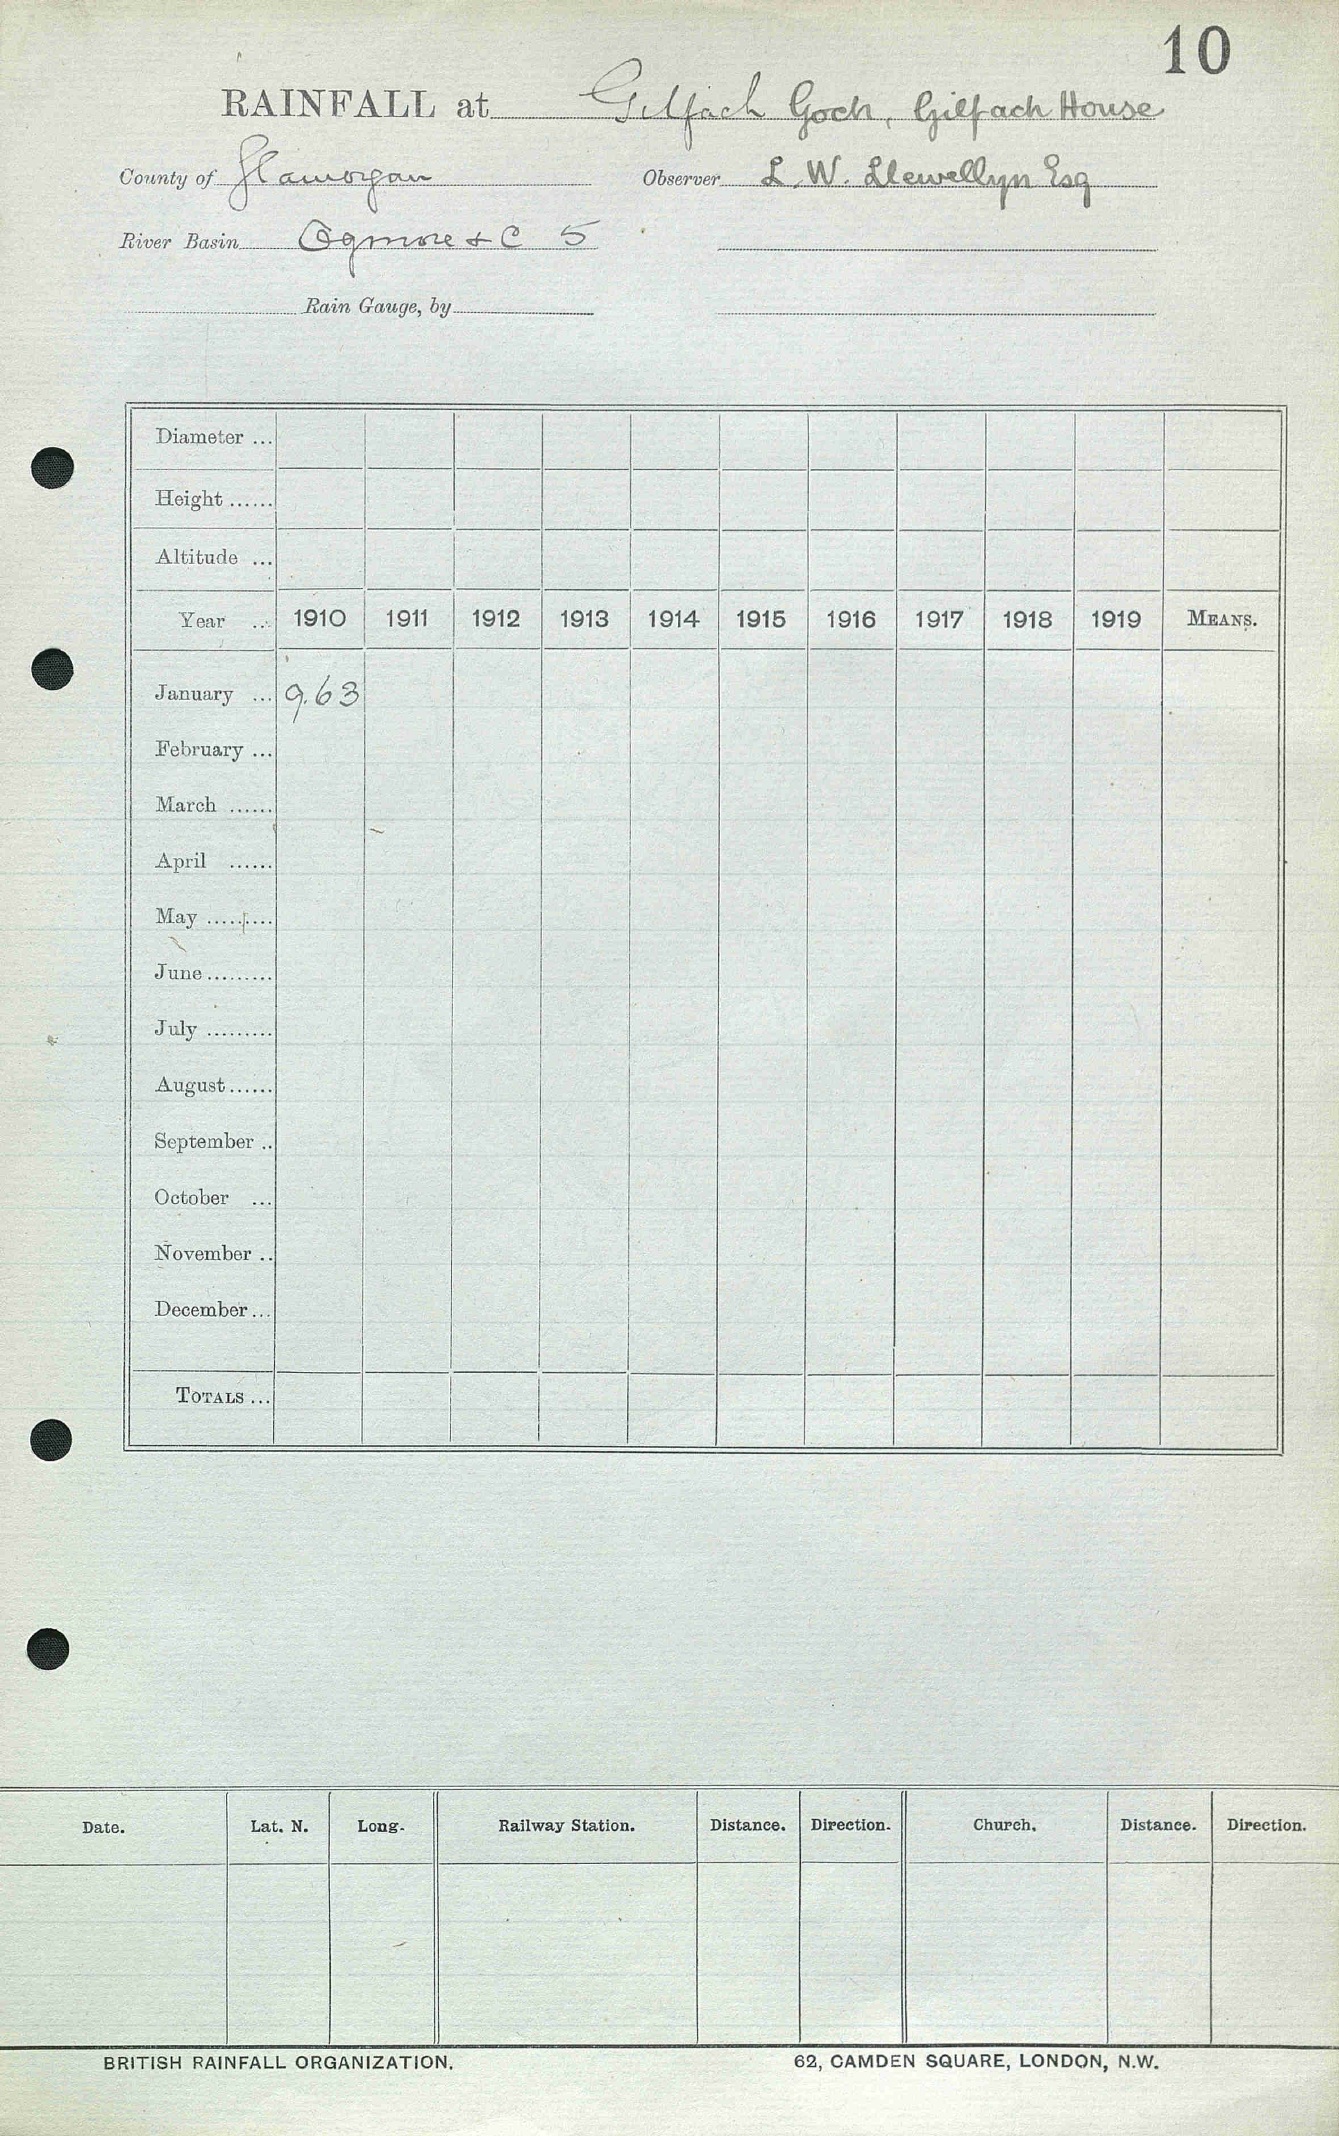 10
RAINFALL at Gilfach Goch, Gilfach House
County of Glamorgan Observer L. W. Llewellyn Esq
River Basin Ogmore & C 5
Rain Gauge, by
Diameter ...
Height ......
Altitude ...
Year ... 1910 1911 1912 1913 1914 1915 1916 1917 1918 1919 MEANS.
January ... 9.63
February ...
March ......
April ......
May .........
June .........
July .........
August ......
September ..
October ...
November ..
December ...
TOTALS ...
Date. Lat. N. Long. Railway Station. Distance. Direction. Church. Distance. Direction.
BRITISH RAINFALL ORGANIZATION. 62, CAMDEN SQUARE, LONDON, N.W.